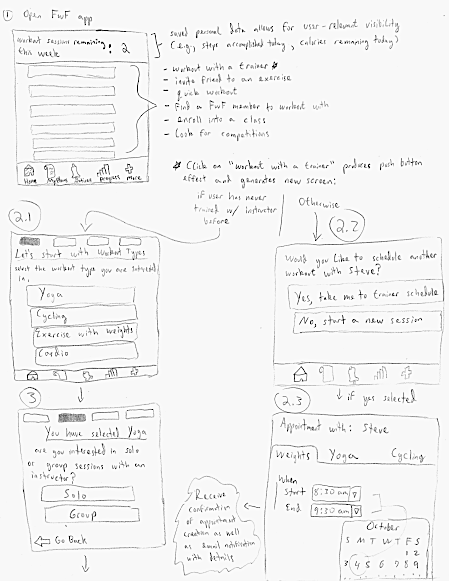 1 Open FwF app
workout sessions remaining: 2
this week
saved personal data allows for user-relevant visibility
(e.g., steps accomplished today, calories remaining today)
- workout with a trainer *
- invite friend to an exercise
- quick workout
- Find a FwF member to workout with
- enroll into a class
- Look for competitions
Home
progress
more
* Click on "workout with a trainer" produces push button
effect and generates new screen:
if user has never
trained w/ instructor
before
Otherwise
2.1
Let's start with Workout Types
select the workout type you are interested
in.
Yoga
Cycling
Exercise with weights
Cardio
2.2
Would you Like to schedule another
workout with Steve?
Yes, take me to trainer schedule
No, start a new session
if yes selected
3
You have selected Yoga
are you interested in solo
or group sessions with an
instructor?
Solo
Group
Go Back
2.3
Appointment with: Steve
Weights Yoga Cycling
When
Start 8:30 am
End 9:30 am
October
S M T W T F S
1 2
3 4 5 6 7 8 9
Receive
confirmation
of appointment
creation as well
as email notification
with details